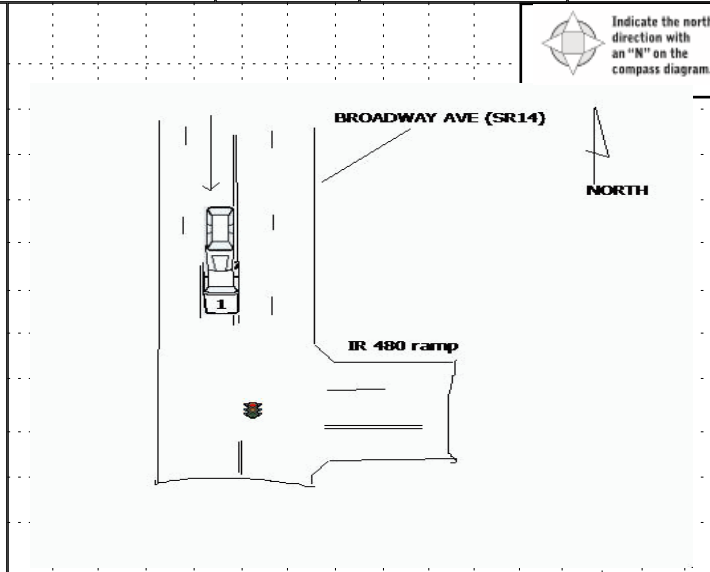 Indicate the north
direction with
an “N” on the
compass diagram.
BROADWAY AVE (SR14)
NORTH
1
IR 480 ramp